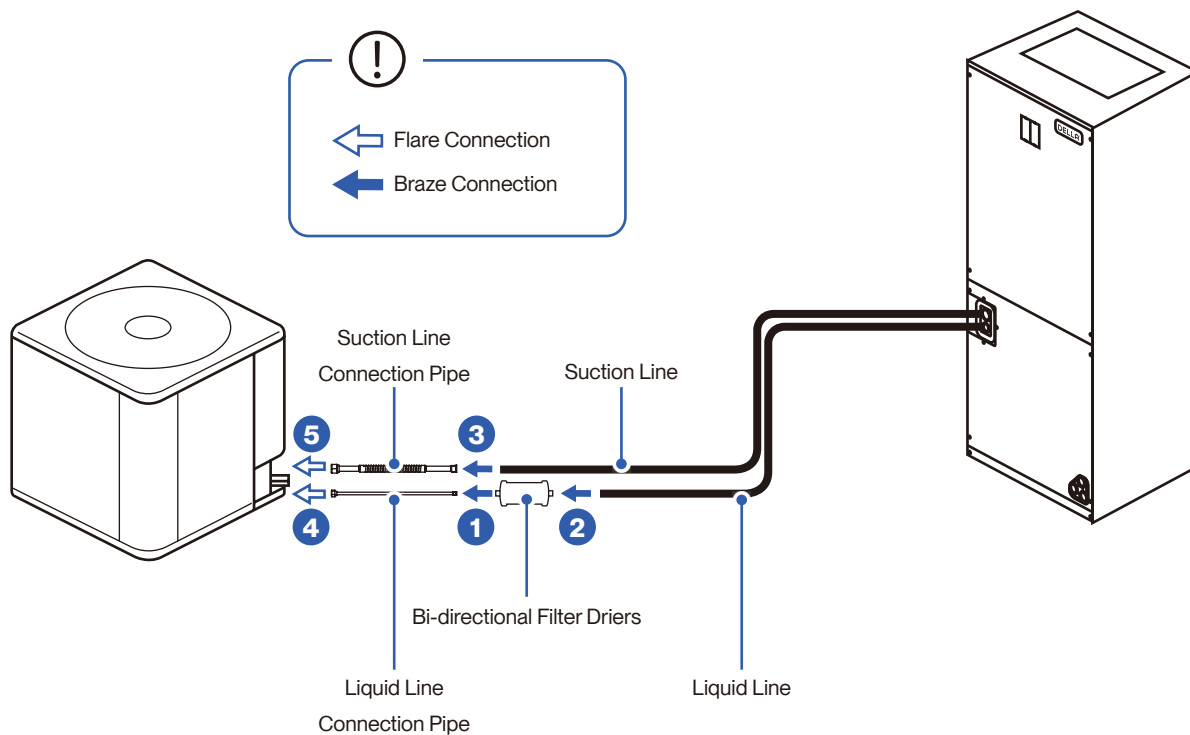 !
Flare Connection
Braze Connection
DELLA
Suction Line
Connection Pipe
Suction Line
5
3
4
1
2
Bi-directional Filter Driers
Liquid Line
Connection Pipe
Liquid Line